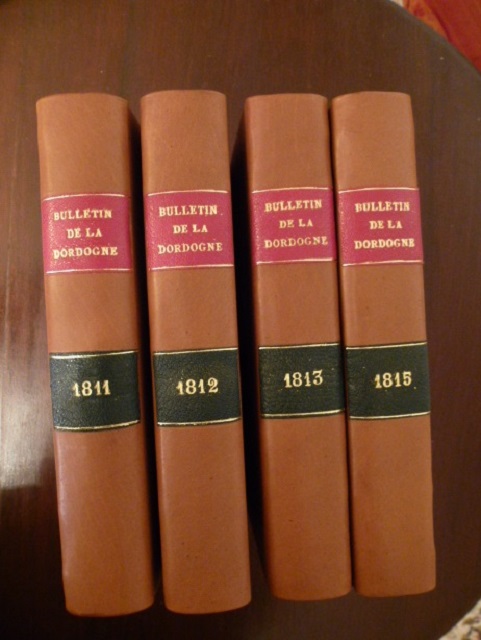 BULLETIN
DE LA
DORDOGNE
1811
BULLETIN
DE LA
DORDOGNE
1812
BULLETIN
DE LA
DORDOGNE
1813
BULLETIN
DE LA
DORDOGNE
1815